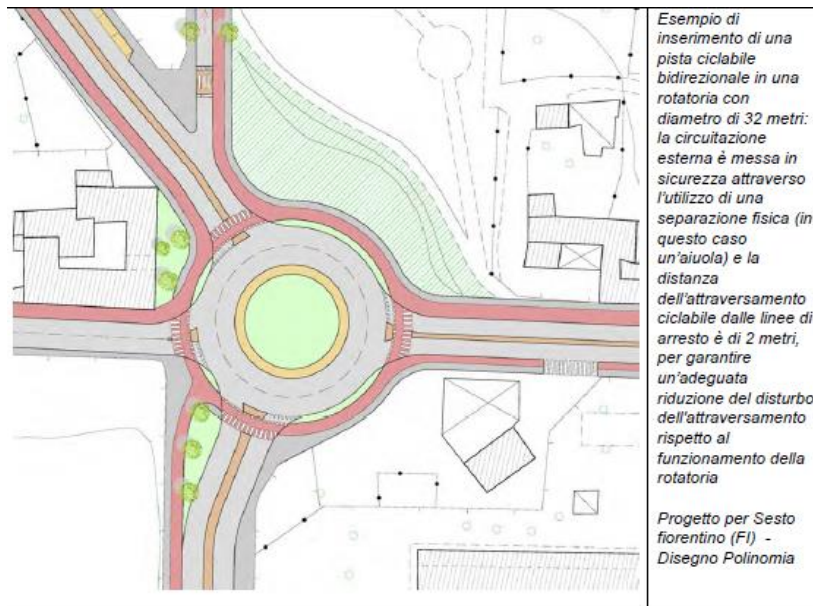 Esempio di
inserimento di una
pista ciclabile
bidirezionale in una
rotatoria con
diametro di 32 metri:
la circuitazione
esterna è messa in
sicurezza attraverso
l'utilizzo di una
separazione fisica (in
questo caso
un'aiuola) e la
distanza
dell'attraversamento
ciclabile dalle linee di
arresto è di 2 metri,
per garantire
un'adeguata
riduzione del disturbo
dell'attraversamento
rispetto al
funzionamento della
rotatoria
Progetto per Sesto
fiorentino (FI) -
Disegno Polinomia